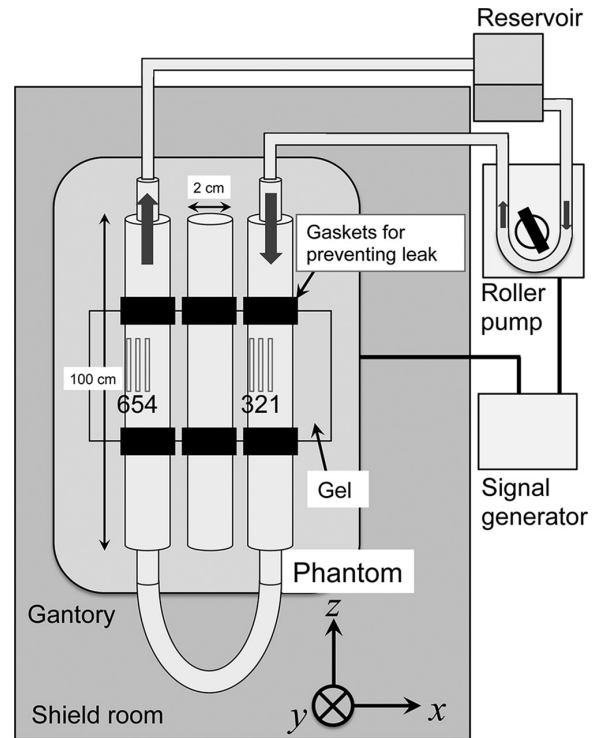 Reservoir
2 cm
Gaskets for
preventing leak
Roller
pump
100 cm
654
321
Gel
Signal
generator
Phantom
Gantory
z
y
x
Shield room